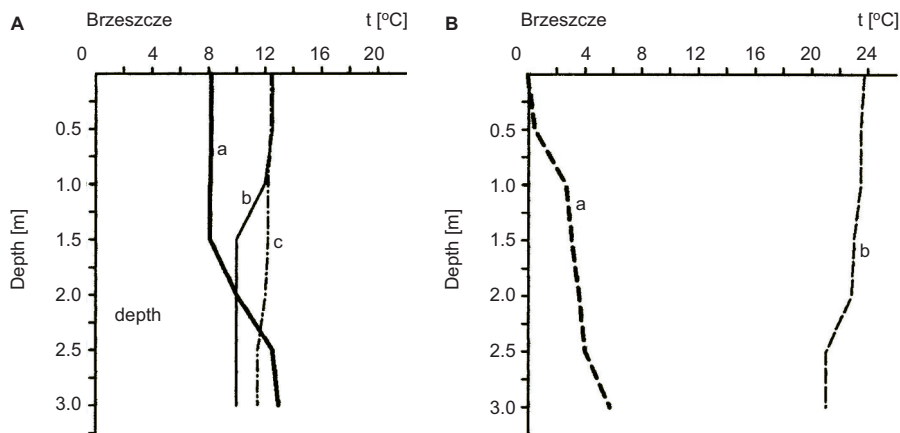 A Brzeszcze t [°C]
0 4 8 12 16 20
0.5
1.0
1.5
2.0
2.5
3.0
Depth [m]
a
b
c
depth
B Brzeszcze t [°C]
0 4 8 12 16 20 24
0.5
1.0
1.5
2.0
2.5
3.0
Depth [m]
a
b